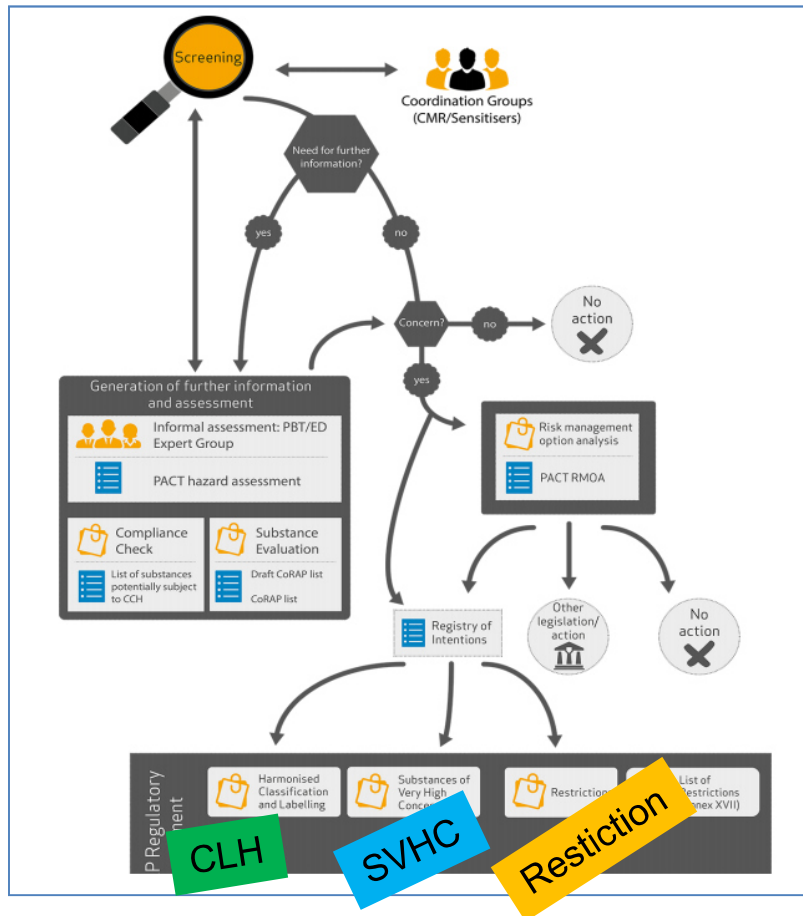 Screening
Coordination Groups
(CMR/Sensitisers)
Need for further
information?
yes
no
Concern?
no
No
action
yes
Generation of further information
and assessment
Informal assessment: PBT/ED
Expert Group
PACT hazard assessment
Compliance
Check
List of substances
potentially subject
to CCH
Substance
Evaluation
Draft CoRAP list
CoRAP list
Risk management
option analysis
PACT RMOA
Registry of
Intentions
Other
legislation/
action
No
action
P Regulatory
Harmonised
Classification
and Labelling
Substances of
Very High
Restriction
List of
XVII)
CLH
SVHC
Restiction